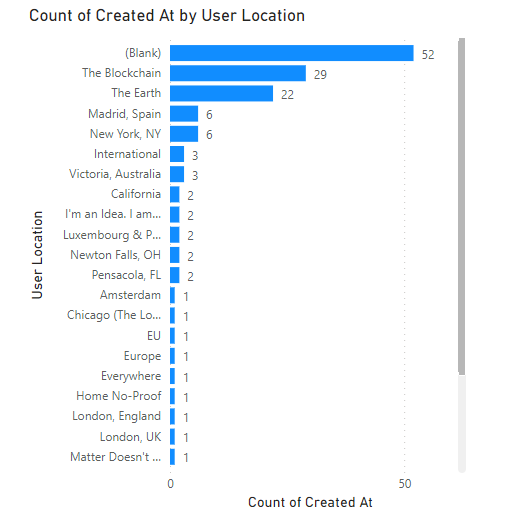 Count of Created At by User Location
User Location
(Blank) 52
The Blockchain 29
The Earth 22
Madrid, Spain 6
New York, NY 6
International 3
Victoria, Australia 3
California 2
I'm an Idea. I am... 2
Luxembourg & P... 2
Newton Falls, OH 2
Pensacola, FL 2
Amsterdam 1
Chicago (The Lo... 1
EU 1
Europe 1
Everywhere 1
Home No-Proof 1
London, England 1
London, UK 1
Matter Doesn't ... 1
0 50
Count of Created At